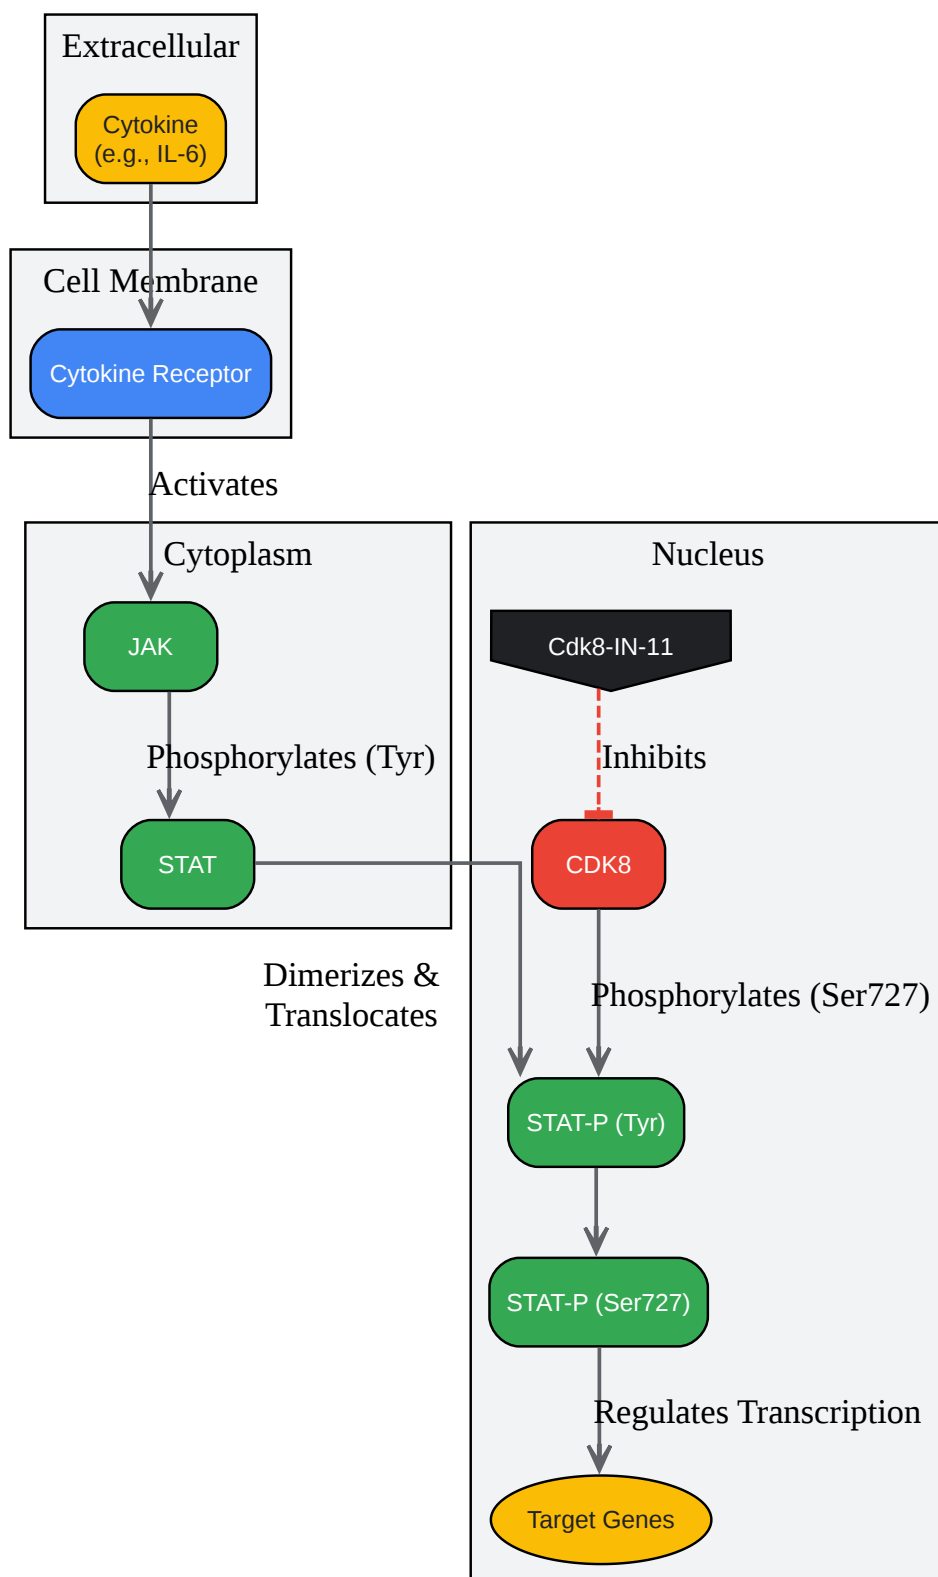 Extracellular
Cytokine
(e.g., IL-6)
Cell Membrane
Cytokine Receptor
Activates
Cytoplasm
JAK
Phosphorylates (Tyr)
STAT
Dimerizes &
Translocates
Nucleus
Cdk8-IN-11
Inhibits
CDK8
Phosphorylates (Ser727)
STAT-P (Tyr)
STAT-P (Ser727)
Regulates Transcription
Target Genes